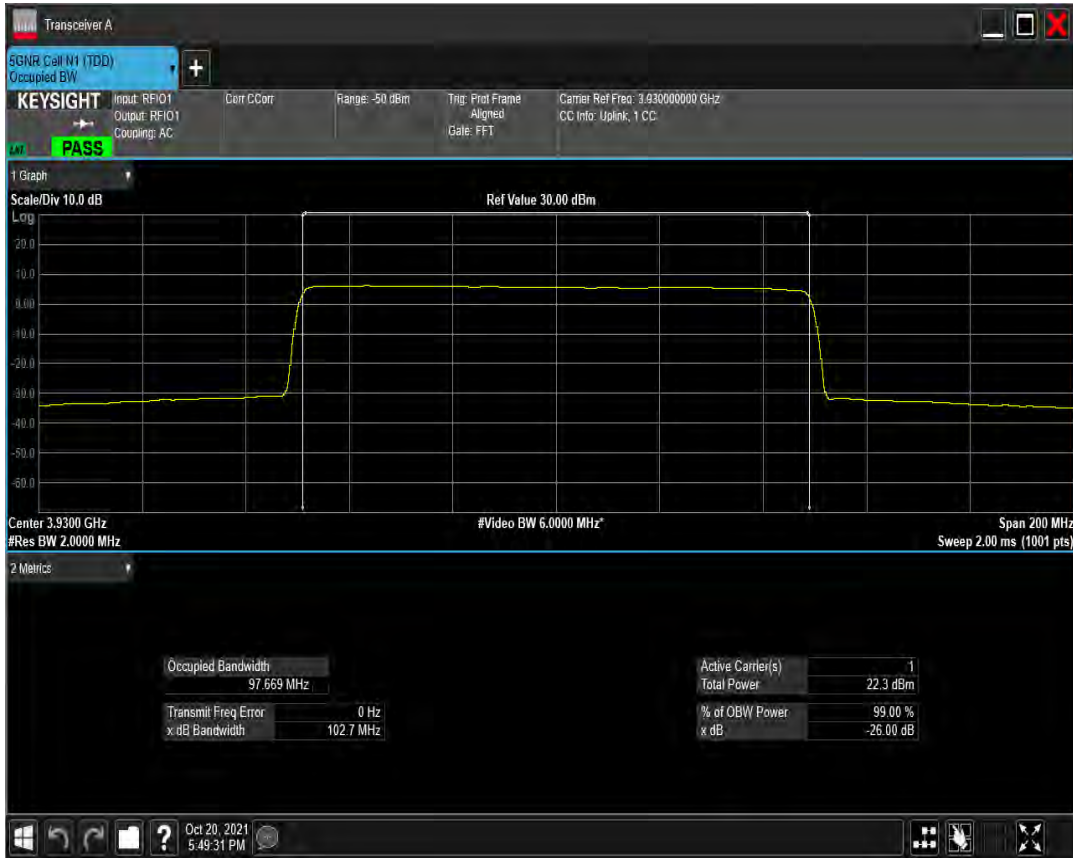 Transceiver A
5GNR Cell N1 (TDD)
Occupied BW
+
KEYSIGHT
Input: RFIO1
Output: RFIO1
Coupling: AC
Corr CCorr
Range: -50 dBm
Trig: Prot Frame
Aligned
Gate: FFT
Carrier Ref Freq: 3.930000000 GHz
CC Info: Uplink, 1 CC
PASS
1 Graph
Scale/Div 10.0 dB
Ref Value 30.00 dBm
Log
20.0
10.0
0.00
-10.0
-20.0
-30.0
-40.0
-50.0
-60.0
Center 3.9300 GHz
#Video BW 6.0000 MHz*
Span 200 MHz
#Res BW 2.0000 MHz
Sweep 2.00 ms (1001 pts)
2 Metrics
Occupied Bandwidth
97.669 MHz
Transmit Freq Error 0 Hz
x dB Bandwidth 102.7 MHz
Active Carrier(s) 1
Total Power 22.3 dBm
% of OBW Power 99.00 %
x dB -26.00 dB
?
Oct 20, 2021
5:49:31 PM